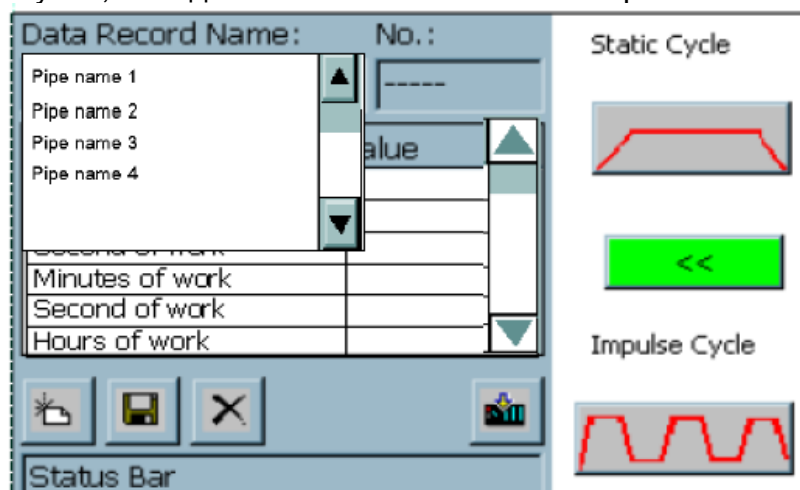 Data Record Name: No.:
Static Cycle
Pipe name 1
-----
Pipe name 2
Pipe name 3
alue
Pipe name 4
<<
Minutes of work
Second of work
Hours of work
Impulse Cycle
Status Bar